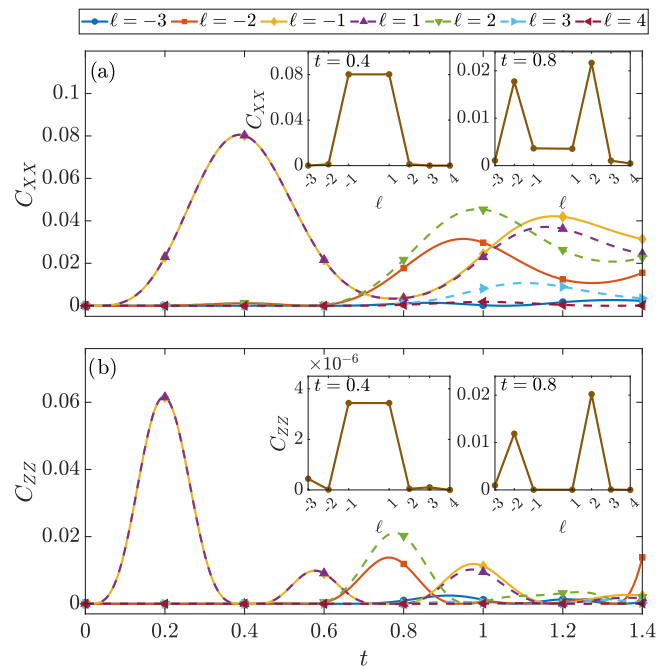 ℓ = −3 ℓ = −2 ℓ = −1 ℓ = 1 ℓ = 2 ℓ = 3 ℓ = 4
(a)
C_XX
0.1
0.08
0.06
0.04
0.02
0
t = 0.4
C_XX
0.08
0.04
0
-3 -2 -1 1 2 3 4
ℓ
t = 0.8
0.02
0.01
0
-3 -2 -1 1 2 3 4
ℓ
(b)
C_ZZ
0.06
0.04
0.02
0
×10⁻⁶
t = 0.4
C_ZZ
4
2
0
-3 -2 -1 1 2 3 4
ℓ
t = 0.8
0.02
0.01
0
-3 -2 -1 1 2 3 4
ℓ
0 0.2 0.4 0.6 0.8 1 1.2 1.4
t